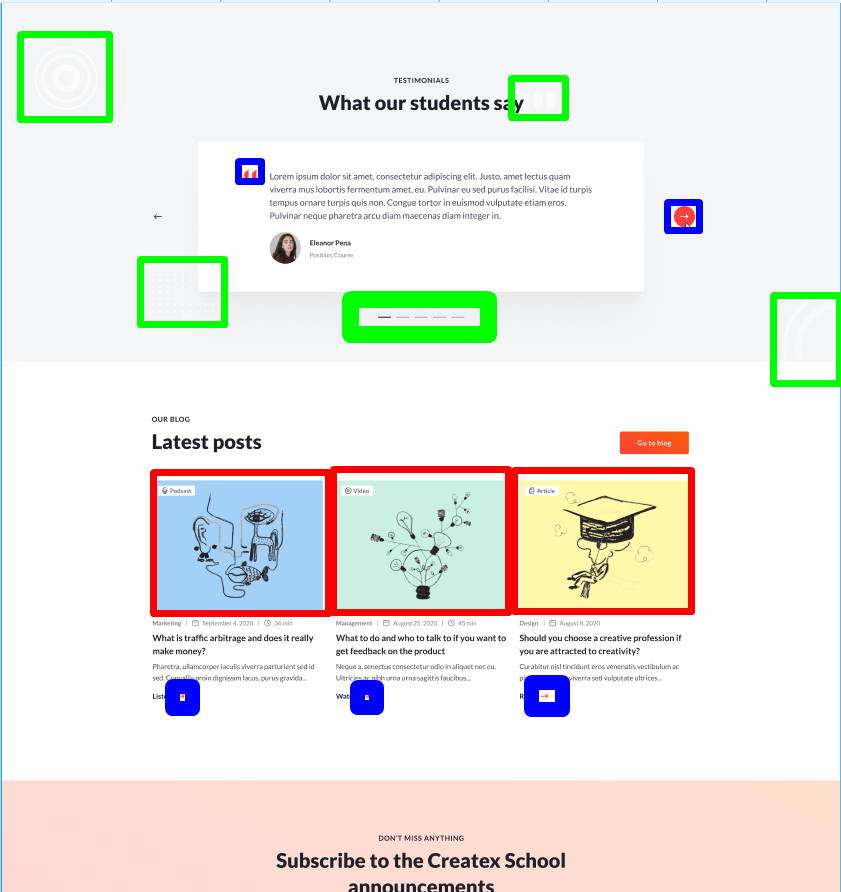 TESTIMONIALS
What our students say
Lorem ipsum dolor sit amet, consectetur adipiscing elit. Justo, amet lectus quam
viverra mus lobortis fermentum amet, eu. Pulvinar eu sed purus facilisi. Vitae id turpis
tempus ornare turpis quis non. Congue tortor in euismod vulputate etiam eros.
Pulvinar neque pharetra arcu diam maecenas diam integer in.
Eleanor Pena
Position, Course
OUR BLOG
Latest posts
Go to blog
Podcast
Video
Article
Marketing | September 4, 2020 | 36 min
What is traffic arbitrage and does it really
make money?
Pharetra, ullamcorper iaculis viverra parturient sed id
sed. Convallis proin dignissim lacus, purus gravida...
Management | August 25, 2020 | 45 min
What to do and who to talk to if you want to
get feedback on the product
Neque a, senectus consectetur odio in aliquet nec eu.
Ultricies ac nibh urna urna sagittis faucibus...
Design | August 8, 2020
Should you choose a creative profession if
you are attracted to creativity?
Curabitur nisl tincidunt eros venenatis vestibulum ac
viverra sed vulputate ultrices...
DON'T MISS ANYTHING
Subscribe to the Createx School
announcements